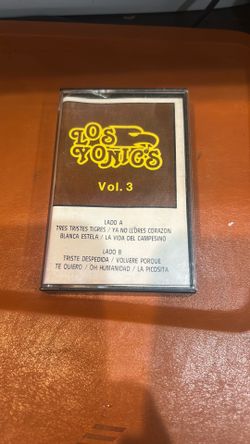 LOS
YONIC'S
Vol. 3
LADO A
TRES TRISTES TIGRES / YA NO LLORES CORAZON
BLANCA ESTELA / LA VIDA DEL CAMPESINO
LADO B
TRISTE DESPEDIDA / VOLVERE PORQUE
TE QUIERO / OH HUMANIDAD / LA PICOSITA